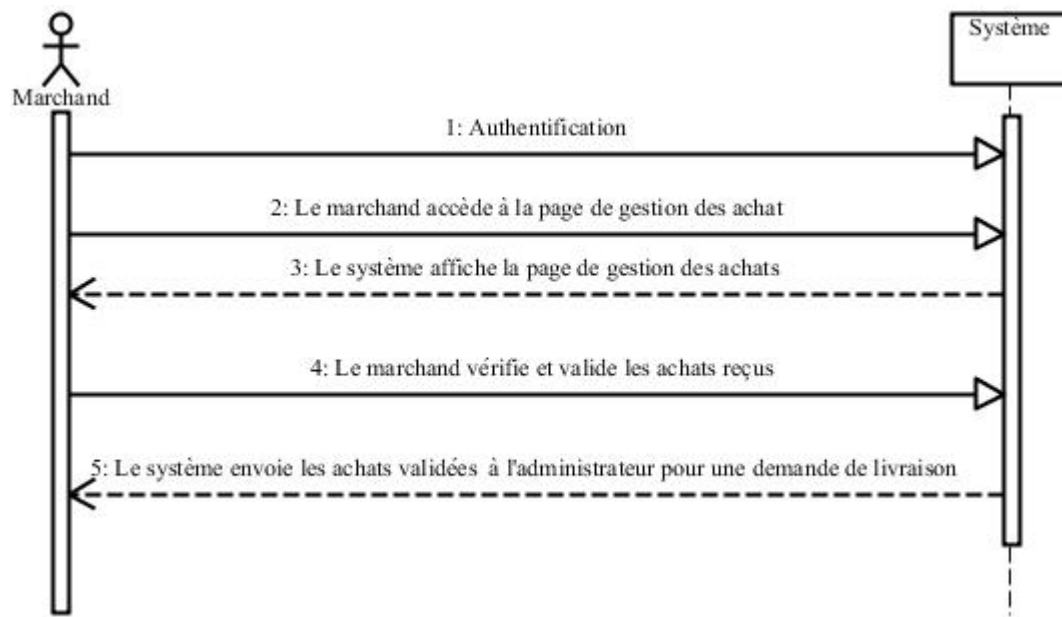 Système
Marchand
1: Authentification
2: Le marchand accède à la page de gestion des achat
3: Le système affiche la page de gestion des achats
4: Le marchand vérifie et valide les achats reçus
5: Le système envoie les achats validées à l'administrateur pour une demande de livraison